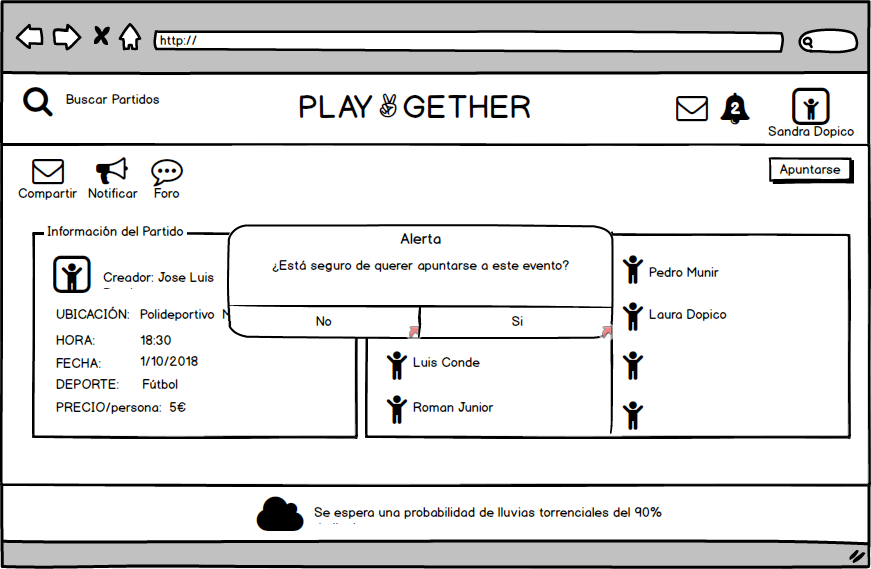 http://
Buscar Partidos
PLAY✌GETHER
2
Sandra Dopico
Compartir
Notificar
Foro
Apuntarse
Información del Partido
Creador: Jose Luis
UBICACIÓN: Polideportivo
HORA: 18:30
FECHA: 1/10/2018
DEPORTE: Fútbol
PRECIO/persona: 5€
Alerta
¿Está seguro de querer apuntarse a este evento?
No
Si
Luis Conde
Roman Junior
Pedro Munir
Laura Dopico
Se espera una probabilidad de lluvias torrenciales del 90%